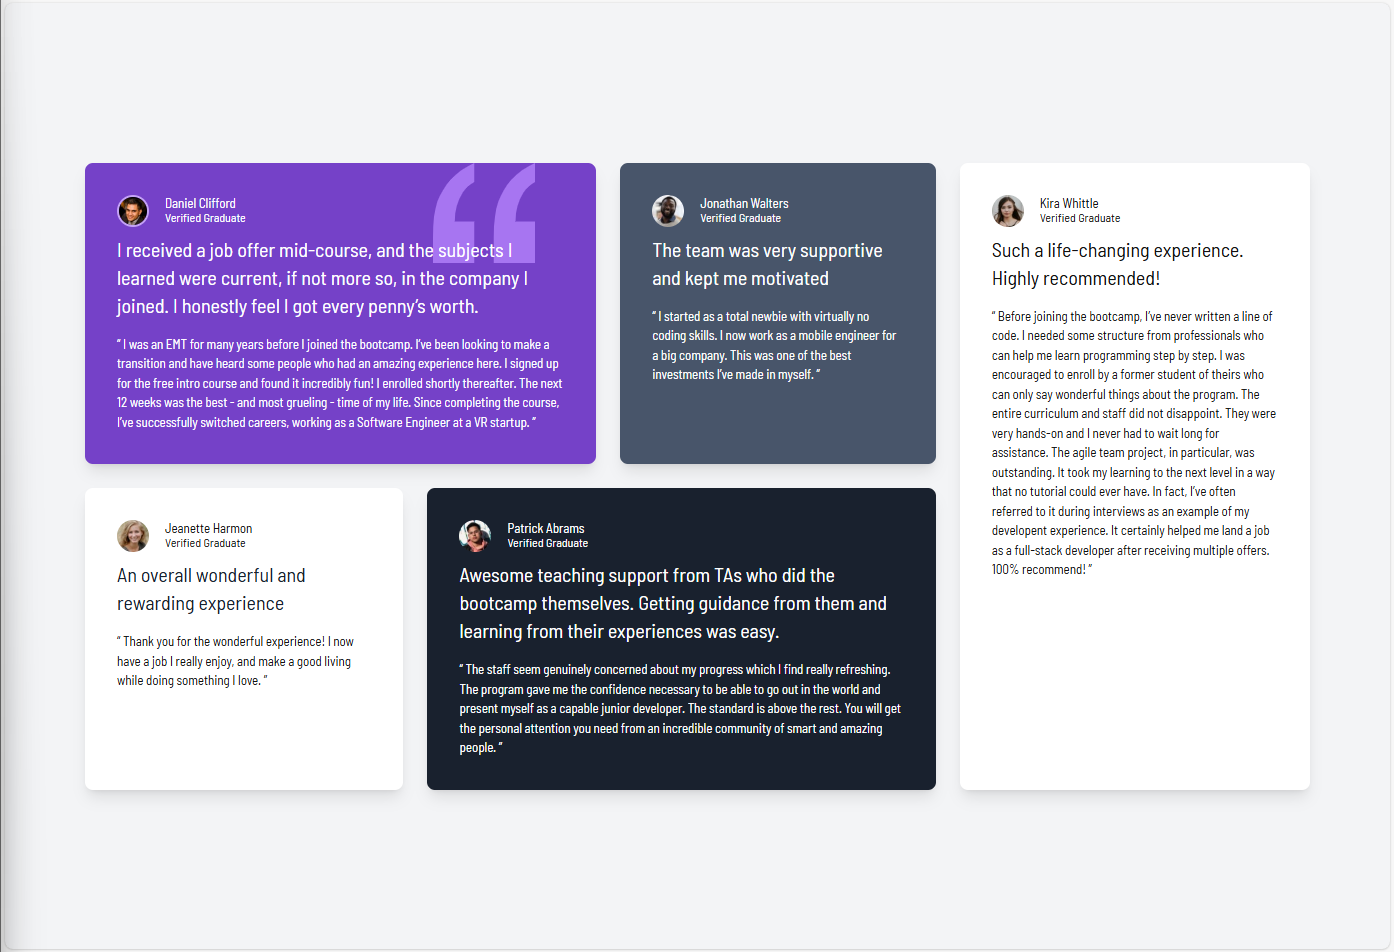 Daniel Clifford
Verified Graduate
I received a job offer mid-course, and the subjects I
learned were current, if not more so, in the company I
joined. I honestly feel I got every penny’s worth.
“ I was an EMT for many years before I joined the bootcamp. I’ve been looking to make a
transition and have heard some people who had an amazing experience here. I signed up
for the free intro course and found it incredibly fun! I enrolled shortly thereafter. The next
12 weeks was the best - and most grueling - time of my life. Since completing the course,
I’ve successfully switched careers, working as a Software Engineer at a VR startup. ”
Jonathan Walters
Verified Graduate
The team was very supportive
and kept me motivated
“ I started as a total newbie with virtually no
coding skills. I now work as a mobile engineer for
a big company. This was one of the best
investments I’ve made in myself. ”
Kira Whittle
Verified Graduate
Such a life-changing experience.
Highly recommended!
“ Before joining the bootcamp, I’ve never written a line of
code. I needed some structure from professionals who
can help me learn programming step by step. I was
encouraged to enroll by a former student of theirs who
can only say wonderful things about the program. The
entire curriculum and staff did not disappoint. They were
very hands-on and I never had to wait long for
assistance. The agile team project, in particular, was
outstanding. It took my learning to the next level in a way
that no tutorial could ever have. In fact, I’ve often
referred to it during interviews as an example of my
developent experience. It certainly helped me land a job
as a full-stack developer after receiving multiple offers.
100% recommend! ”
Jeanette Harmon
Verified Graduate
An overall wonderful and
rewarding experience
“ Thank you for the wonderful experience! I now
have a job I really enjoy, and make a good living
while doing something I love. ”
Patrick Abrams
Verified Graduate
Awesome teaching support from TAs who did the
bootcamp themselves. Getting guidance from them and
learning from their experiences was easy.
“ The staff seem genuinely concerned about my progress which I find really refreshing.
The program gave me the confidence necessary to be able to go out in the world and
present myself as a capable junior developer. The standard is above the rest. You will get
the personal attention you need from an incredible community of smart and amazing
people. ”